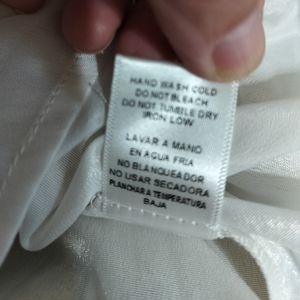 HAND WASH COLD
DO NOT BLEACH
DO NOT TUMBLE DRY
IRON LOW
LAVAR A MANO
EN AGUA FRIA
NO BLANQUEADOR
NO USAR SECADORA
PLANCHAR A TEMPERATURA
BAJA